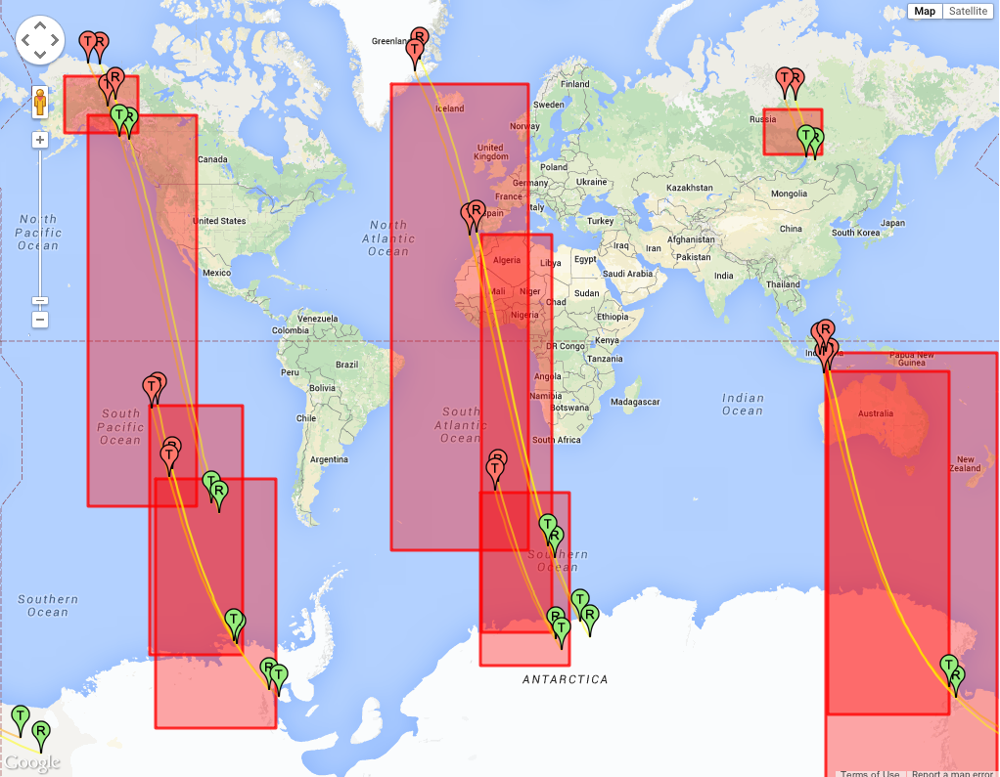 Map Satellite
T R
R
T
Greenland
T R
T R
T R
Iceland
Finland
Sweden
Norway
Russia
T R
T R
United
Kingdom
Canada
Poland
Germany
Ukraine
Kazakhstan
Mongolia
France
Spain
Italy
R
Turkey
North
Pacific
Ocean
United States
North
Atlantic
Ocean
China
South Korea
Japan
Afghanistan
Iraq
Iran
Pakistan
Algeria
Libya
Egypt
Saudi Arabia
India
Mexico
Mali
Niger
Sudan
Chad
Thailand
Nigeria
Ethiopia
Venezuela
Colombia
DR Congo
Kenya
Tanzania
R
Papua New
Guinea
Peru
Brazil
Angola
Bolivia
Namibia
Botswana
Madagascar
T R
South
Pacific
Ocean
Chile
South
Atlantic
Ocean
Indian
Ocean
Australia
South Africa
R
T
Argentina
R
T
New
Zealand
T
R
T
R
Southern
Ocean
Southern
Ocean
T
T
R
R
T
R
T
T
R
ANTARCTICA
T
R
Google
Terms of Use Report a map error